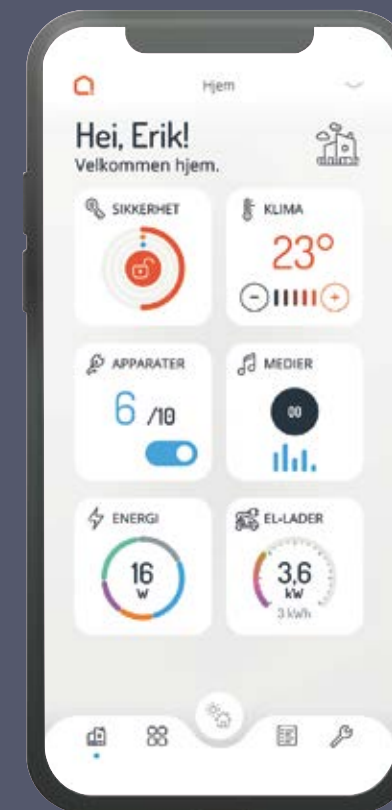 Hjem
Hei, Erik!
Velkommen hjem.
SIKKERHET
KLIMA
23°
APPARATER
6 /10
MEDIER
ENERGI
16
W
EL-LADER
3,6
kW
3 kWh